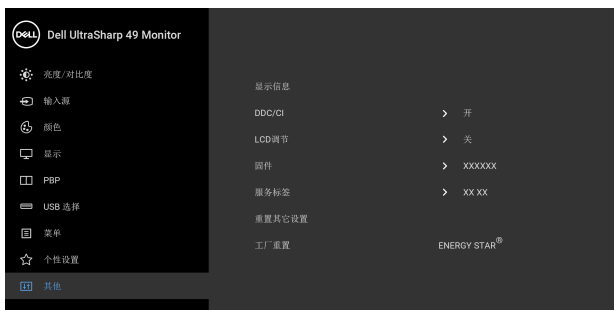 DELL Dell UltraSharp 49 Monitor
亮度/对比度
输入源
颜色
显示
PBP
USB 选择
菜单
个性设置
其他
显示信息
DDC/CI 开
LCD调节 关
固件 XXXXXX
服务标签 XX XX
重置其它设置
工厂重置 ENERGY STAR®